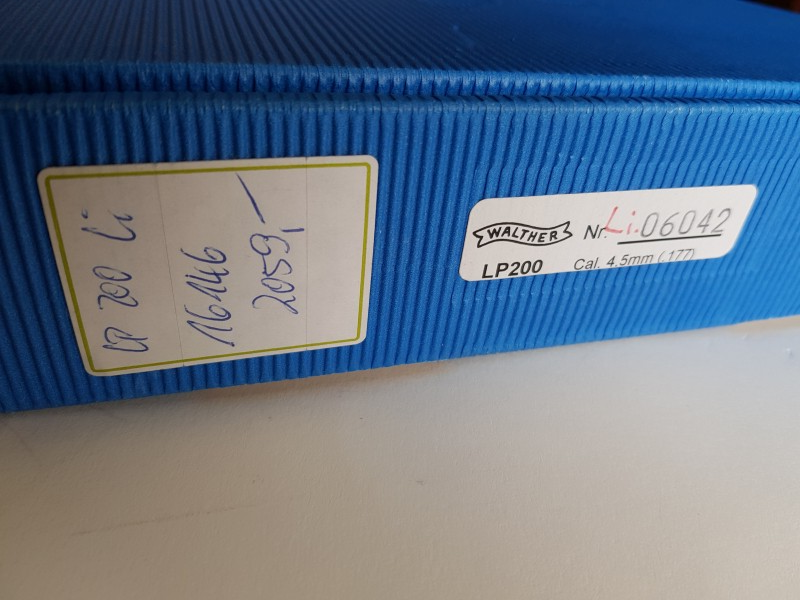 LP 200 Li
16146
2059,-
WALTHER Nr. Li. 06042
LP200 Cal. 4.5mm (.177)